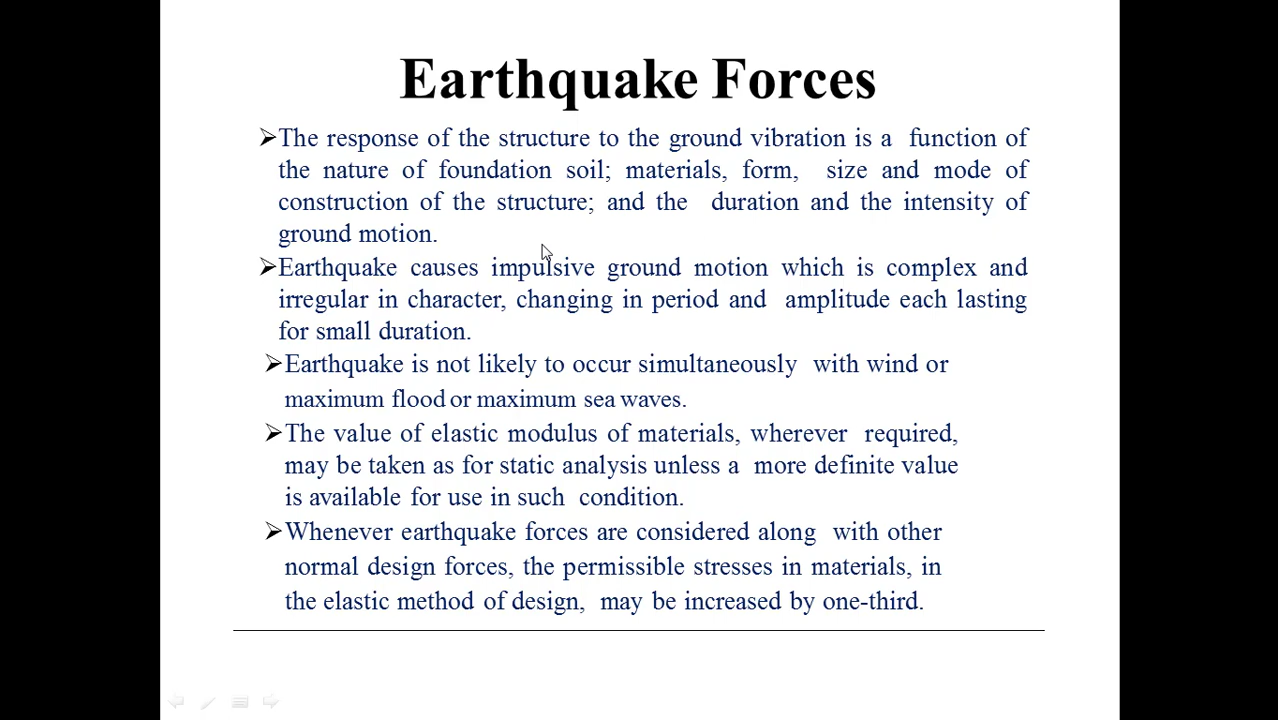 Earthquake Forces
➢The response of the structure to the ground vibration is a function of
the nature of foundation soil; materials, form, size and mode of
construction of the structure; and the duration and the intensity of
ground motion.
➢Earthquake causes impulsive ground motion which is complex and
irregular in character, changing in period and amplitude each lasting
for small duration.
➢Earthquake is not likely to occur simultaneously with wind or
maximum flood or maximum sea waves.
➢The value of elastic modulus of materials, wherever required,
may be taken as for static analysis unless a more definite value
is available for use in such condition.
➢Whenever earthquake forces are considered along with other
normal design forces, the permissible stresses in materials, in
the elastic method of design, may be increased by one-third.